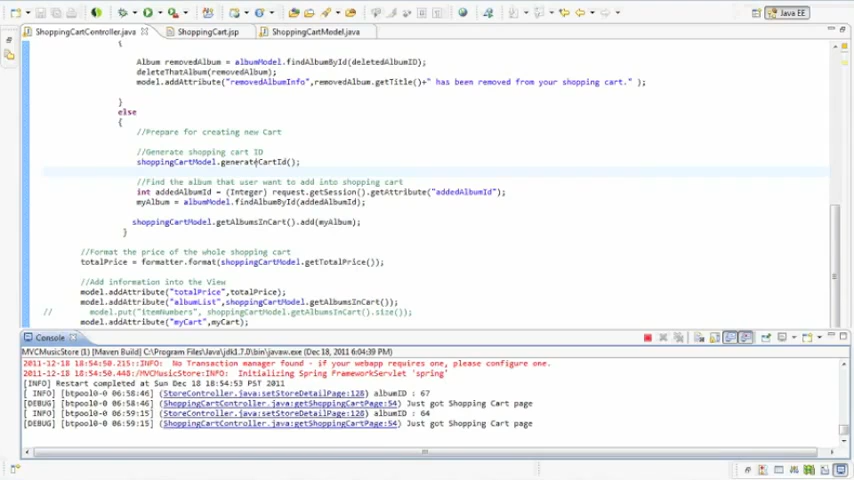 Java EE
ShoppingCartController.java
ShoppingCart.jsp
ShoppingCartModel.java
{
Album removedAlbum = albumModel.findAlbumById(deletedAlbumID);
deleteThatAlbum(removedAlbum);
model.addAttribute("removedAlbumInfo",removedAlbum.getTitle()+" has been removed from your shopping cart." );
}
else
{
//Prepare for creating new Cart
//Generate shopping cart ID
shoppingCartModel.generateCartId();
//Find the album that user want to add into shopping cart
int addedAlbumId = (Integer) request.getSession().getAttribute("addedAlbumId");
myAlbum = albumModel.findAlbumById(addedAlbumId);
shoppingCartModel.getAlbumsInCart().add(myAlbum);
}
//Format the price of the whole shopping cart
totalPrice = formatter.format(shoppingCartModel.getTotalPrice());
//Add information into the View
model.addAttribute("totalPrice",totalPrice);
model.addAttribute("albumList",shoppingCartModel.getAlbumsInCart());
// model.put("itemNumbers", shoppingCartModel.getAlbumsInCart().size());
model.addAttribute("myCart",myCart);
Console
MVCMusicStore (1) [Maven Build] C:\Program Files\Java\jdk1.7.0\bin\javaw.exe (Dec 18, 2011 6:04:39 PM)
2011-12-18 18:54:50.215::INFO: No Transaction manager found - if your webapp requires one, please configure one.
2011-12-18 18:54:50.448:/MVCMusicStore:INFO: Initializing Spring FrameworkServlet 'spring'
[INFO] Restart completed at Sun Dec 18 18:54:53 PST 2011
[ INFO] [btpool0-0 06:58:46] (StoreController.java:setStoreDetailPage:128) albumID : 67
[DEBUG] [btpool0-0 06:58:46] (ShoppingCartController.java:getShoppingCartPage:54) Just got Shopping Cart page
[ INFO] [btpool0-0 06:59:15] (StoreController.java:setStoreDetailPage:128) albumID : 64
[DEBUG] [btpool0-0 06:59:15] (ShoppingCartController.java:getShoppingCartPage:54) Just got Shopping Cart page